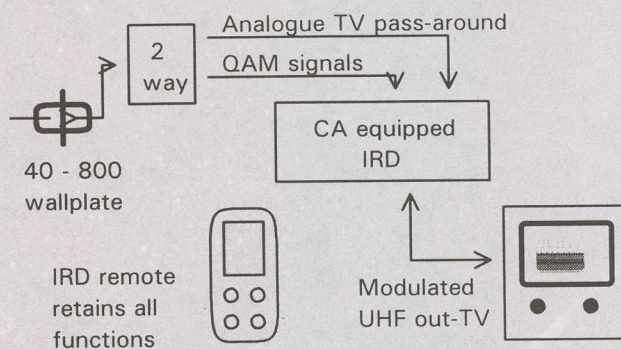 Analogue TV pass-around
2
way
QAM signals
CA equipped
IRD
40 - 800
wallplate
IRD remote
retains all
functions
Modulated
UHF out-TV